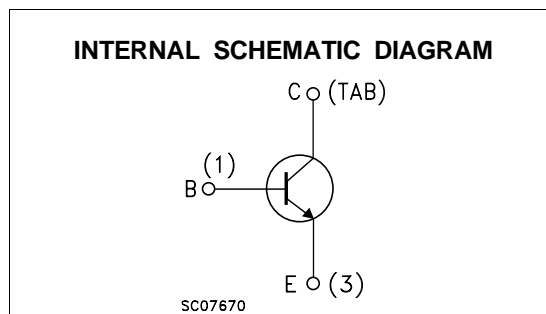 INTERNAL SCHEMATIC DIAGRAM
C (TAB)
(1)
B
E (3)
SC07670